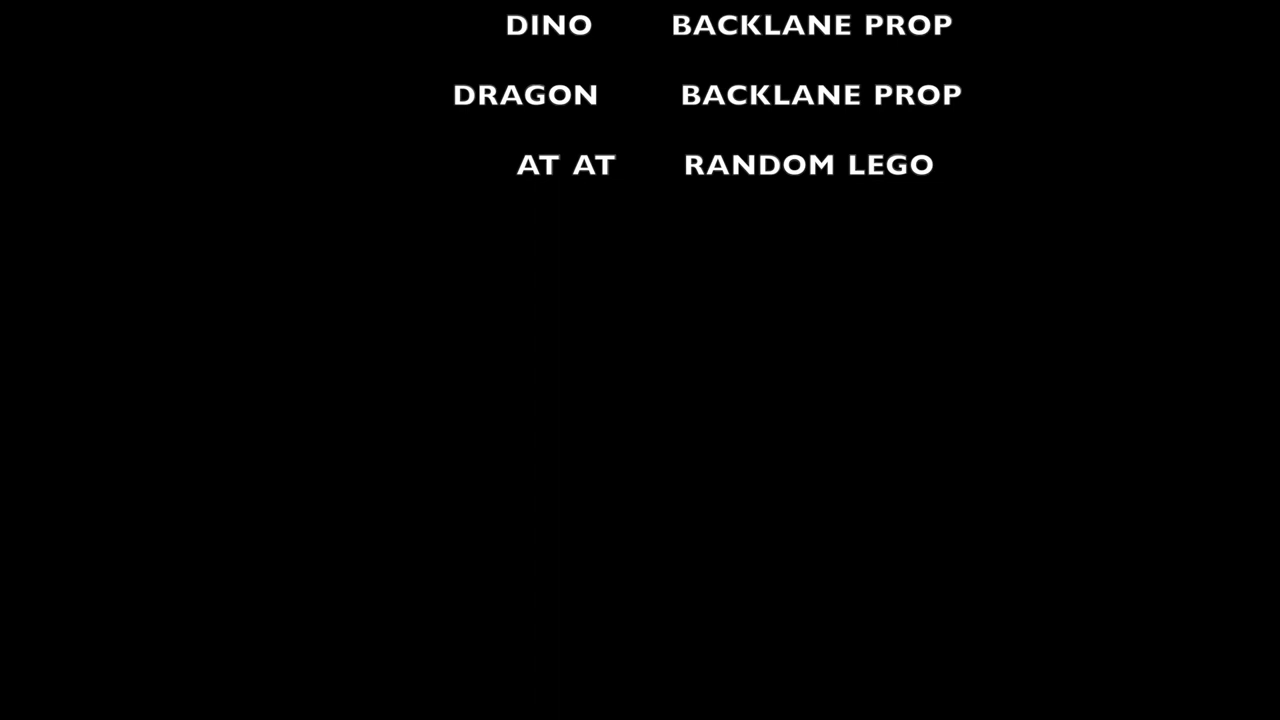 DINO BACKLANE PROP
DRAGON BACKLANE PROP
AT AT RANDOM LEGO